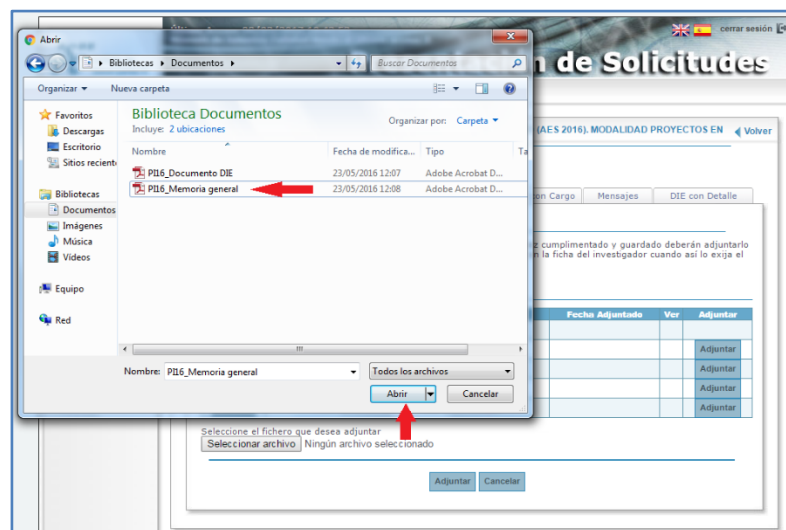 Abrir
cerrar sesión
Bibliotecas Documentos
Buscar Documentos
n de Solicitudes
Organizar Nueva carpeta
Favoritos
Descargas
Escritorio
Sitios reciente
Bibliotecas
Documentos
Imágenes
Música
Vídeos
Equipo
Red
Biblioteca Documentos
Incluye: 2 ubicaciones
Organizar por: Carpeta
Nombre Fecha de modifica... Tipo Ta
PI16_Documento DIE 23/05/2016 12:07 Adobe Acrobat D...
PI16_Memoria general 23/05/2016 12:08 Adobe Acrobat D...
Nombre: PI16_Memoria general Todos los archivos
Abrir Cancelar
(AES 2016). MODALIDAD PROYECTOS EN Volver
on Cargo Mensajes DIE con Detalle
z cumplimentado y guardado deberán adjuntarlo
n la ficha del investigador cuando así lo exija el
Fecha Adjuntado Ver Adjuntar
Adjuntar
Adjuntar
Adjuntar
Adjuntar
Seleccione el fichero que desea adjuntar
Seleccionar archivo Ningún archivo seleccionado
Adjuntar Cancelar